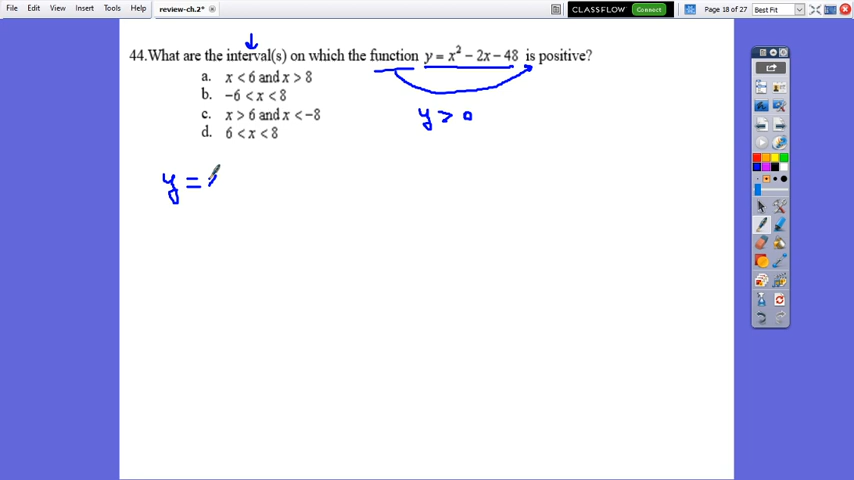 File Edit View Insert Tools Help review-ch.2* CLASSFLOW Connect Page 18 of 27 Best Fit
44.What are the interval(s) on which the function y = x² − 2x − 48 is positive?
a. x < 6 and x > 8
b. −6 < x < 8
c. x > 6 and x < −8
d. 6 < x < 8
y > 0
y =